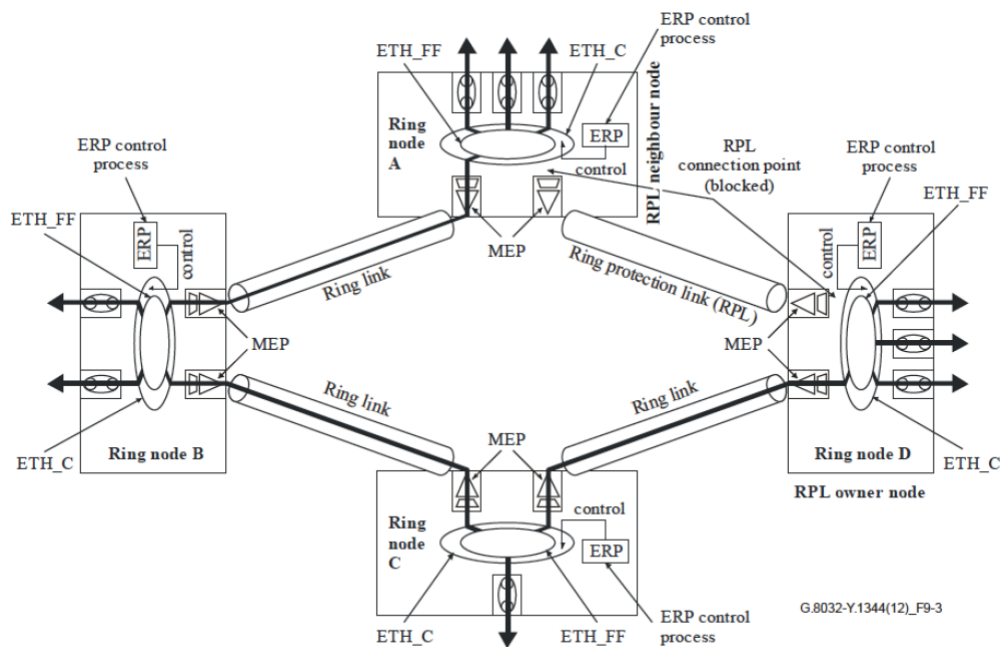 ERP control
process
ETH_FF
ETH_C
Ring
node
A
ERP
control
RPL neighbour node
RPL
connection point
(blocked)
ERP control
process
ETH_FF
ERP control
process
ETH_FF
ERP
control
MEP
Ring link
Ring protection link (RPL)
control
ERP
MEP
MEP
Ring link
Ring link
MEP
ETH_C
Ring node B
Ring node D
ETH_C
RPL owner node
Ring
node
C
control
ERP
ETH_C
ETH_FF
ERP control
process
G.8032-Y.1344(12)_F9-3